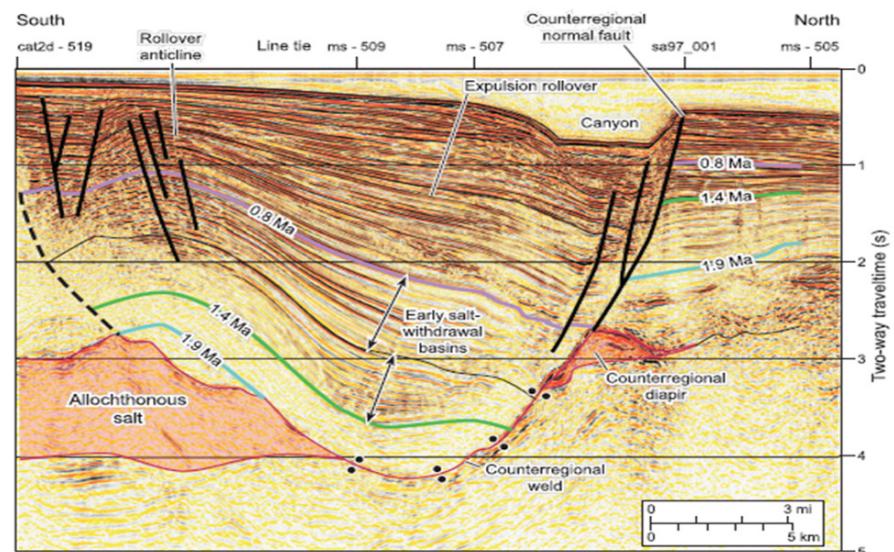 South
North
cat2d - 519
Rollover
anticline
Line tie
ms - 509
ms - 507
Counterregional
normal fault
sa97_001
ms - 505
0
Expulsion rollover
Canyon
1
0.8 Ma
1.4 Ma
0.8 Ma
2
1.9 Ma
Two-way traveltime (s)
1.4 Ma
1.9 Ma
Early salt-
withdrawal
basins
3
Allochthonous
salt
Counterregional
diapir
4
Counterregional
weld
0
3 mi
0
5 km
5